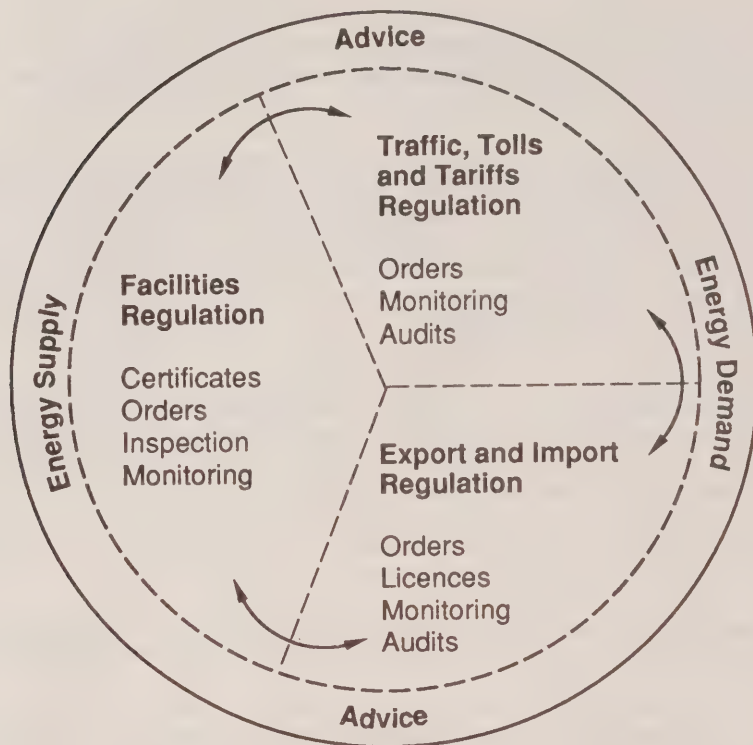 Advice
Traffic, Tolls
and Tariffs
Regulation
Orders
Monitoring
Audits
Facilities
Regulation
Certificates
Orders
Inspection
Monitoring
Energy Supply
Energy Demand
Export and Import
Regulation
Orders
Licences
Monitoring
Audits
Advice